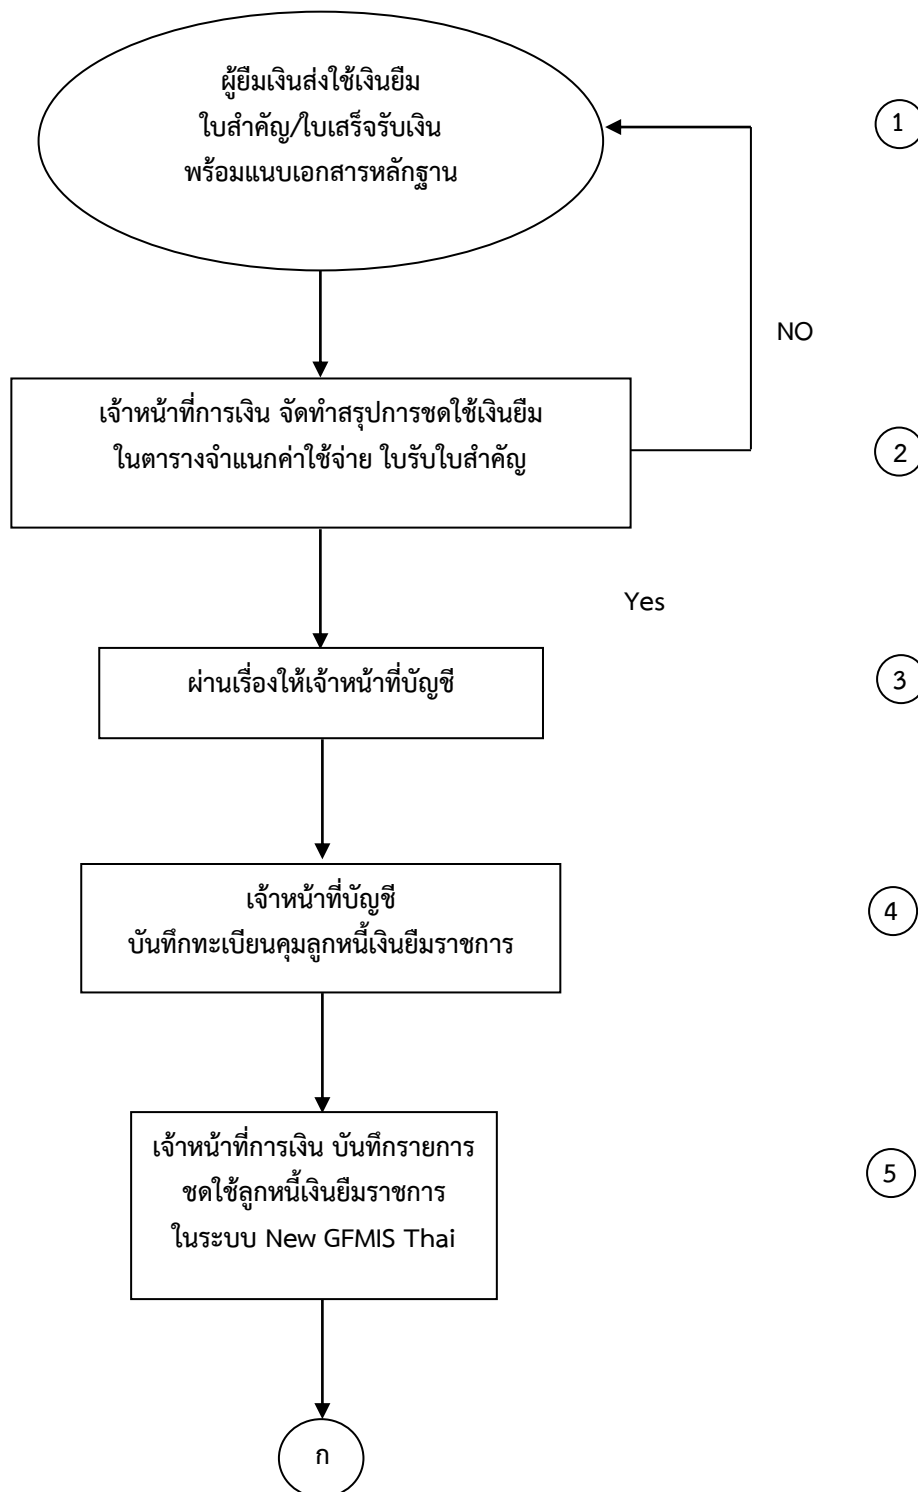 ผู้ยืมเงินส่งใช้เงินยืม
ใบสำคัญ/ใบเสร็จรับเงิน
พร้อมแนบเอกสารหลักฐาน
1
NO
เจ้าหน้าที่การเงิน จัดทำสรุปการชดใช้เงินยืม
ในตารางจำแนกค่าใช้จ่าย ใบรับใบสำคัญ
2
Yes
ผ่านเรื่องให้เจ้าหน้าที่บัญชี
3
เจ้าหน้าที่บัญชี
บันทึกทะเบียนคุมลูกหนี้เงินยืมราชการ
4
เจ้าหน้าที่การเงิน บันทึกรายการ
ชดใช้ลูกหนี้เงินยืมราชการ
ในระบบ New GFMIS Thai
5
ก